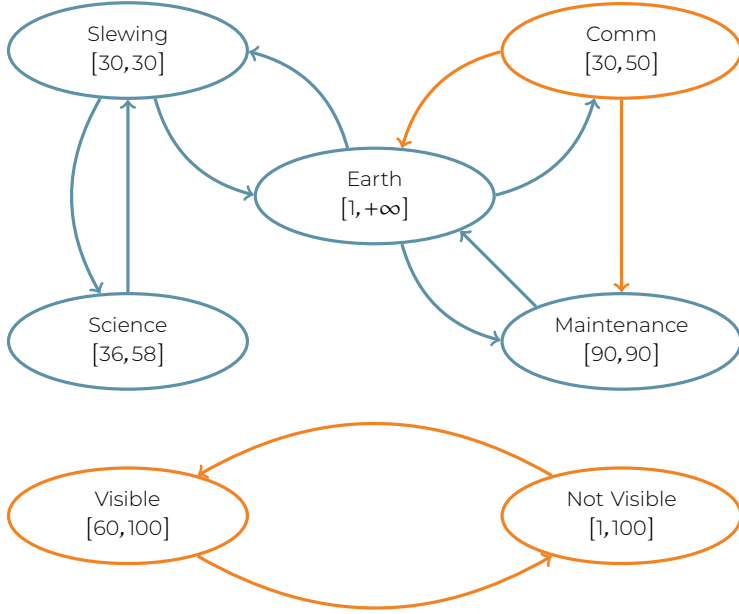 Slewing
[30, 30]
Comm
[30, 50]
Earth
[1, +∞]
Science
[36, 58]
Maintenance
[90, 90]
Visible
[60, 100]
Not Visible
[1, 100]